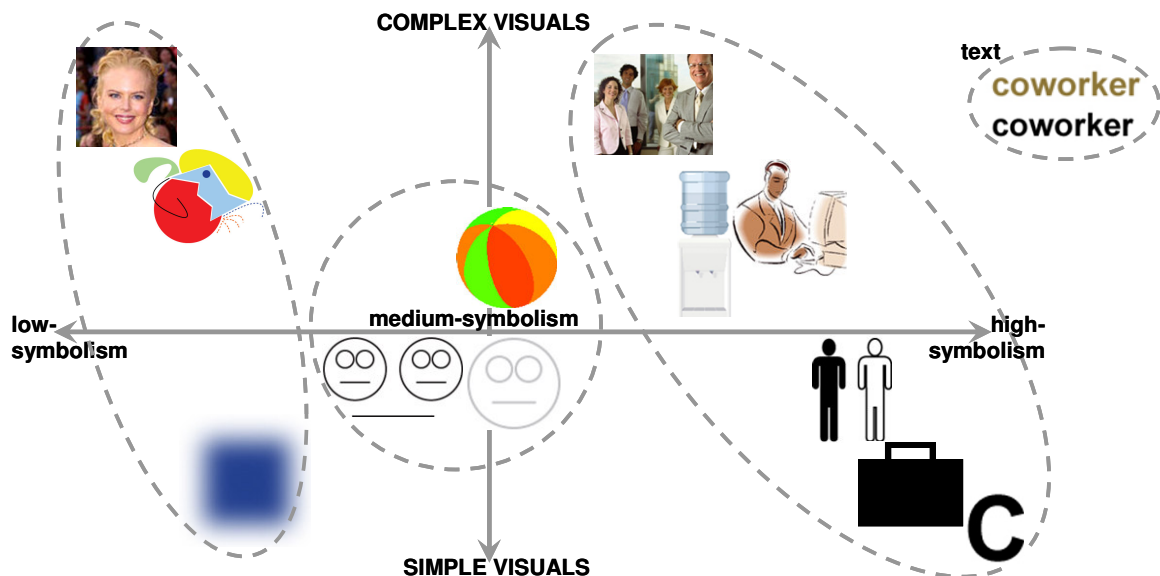 COMPLEX VISUALS
text
coworker
coworker
medium-symbolism
low-
symbolism
high-
symbolism
C
SIMPLE VISUALS